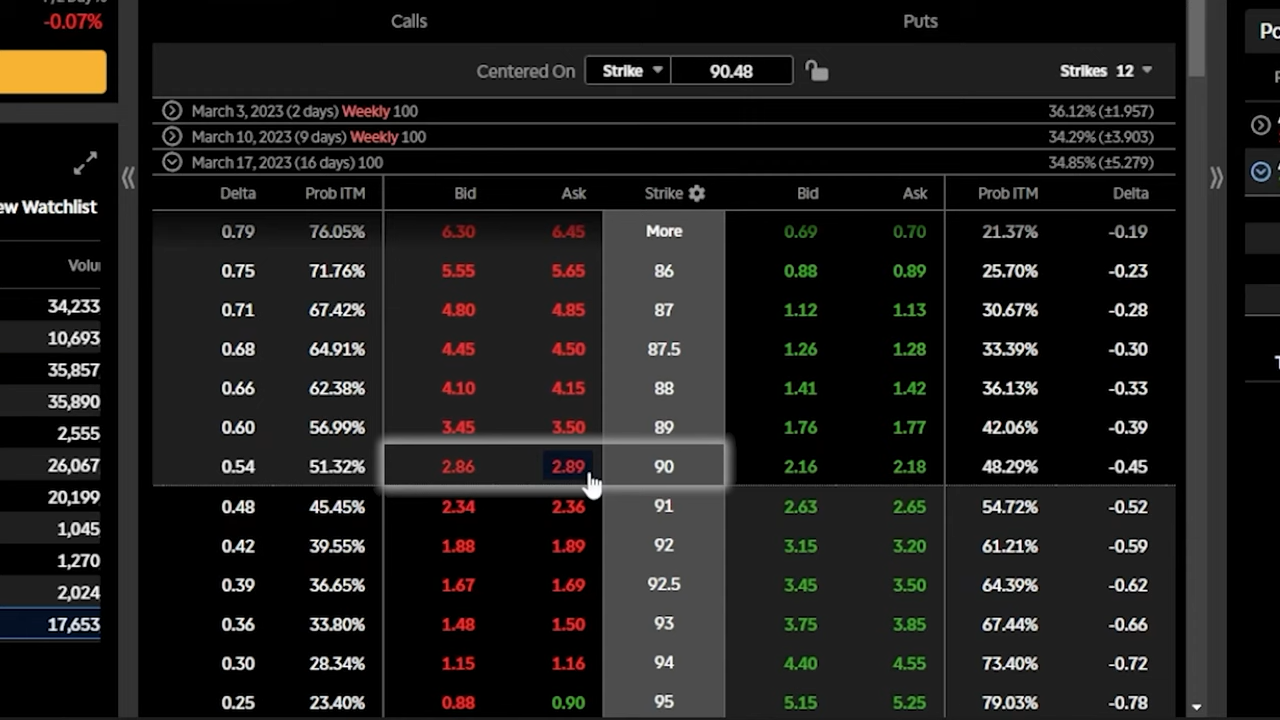 -0.07%
Calls Puts
Centered On Strike 90.48 Strikes 12
March 3, 2023 (2 days) Weekly 100 36.12% (±1.957)
March 10, 2023 (9 days) Weekly 100 34.29% (±3.903)
March 17, 2023 (16 days) 100 34.85% (±5.279)
Delta Prob ITM Bid Ask Strike Bid Ask Prob ITM Delta
0.79 76.05% 6.30 6.45 More 0.69 0.70 21.37% -0.19
0.75 71.76% 5.55 5.65 86 0.88 0.89 25.70% -0.23
0.71 67.42% 4.80 4.85 87 1.12 1.13 30.67% -0.28
0.68 64.91% 4.45 4.50 87.5 1.26 1.28 33.39% -0.30
0.66 62.38% 4.10 4.15 88 1.41 1.42 36.13% -0.33
0.60 56.99% 3.45 3.50 89 1.76 1.77 42.06% -0.39
0.54 51.32% 2.86 2.89 90 2.16 2.18 48.29% -0.45
0.48 45.45% 2.34 2.36 91 2.63 2.65 54.72% -0.52
0.42 39.55% 1.88 1.89 92 3.15 3.20 61.21% -0.59
0.39 36.65% 1.67 1.69 92.5 3.45 3.50 64.39% -0.62
0.36 33.80% 1.48 1.50 93 3.75 3.85 67.44% -0.66
0.30 28.34% 1.15 1.16 94 4.40 4.55 73.40% -0.72
0.25 23.40% 0.88 0.90 95 5.15 5.25 79.03% -0.78
ew Watchlist
Volu
34,233
10,693
35,857
35,890
2,555
26,067
20,199
1,045
1,270
2,024
17,653
Po